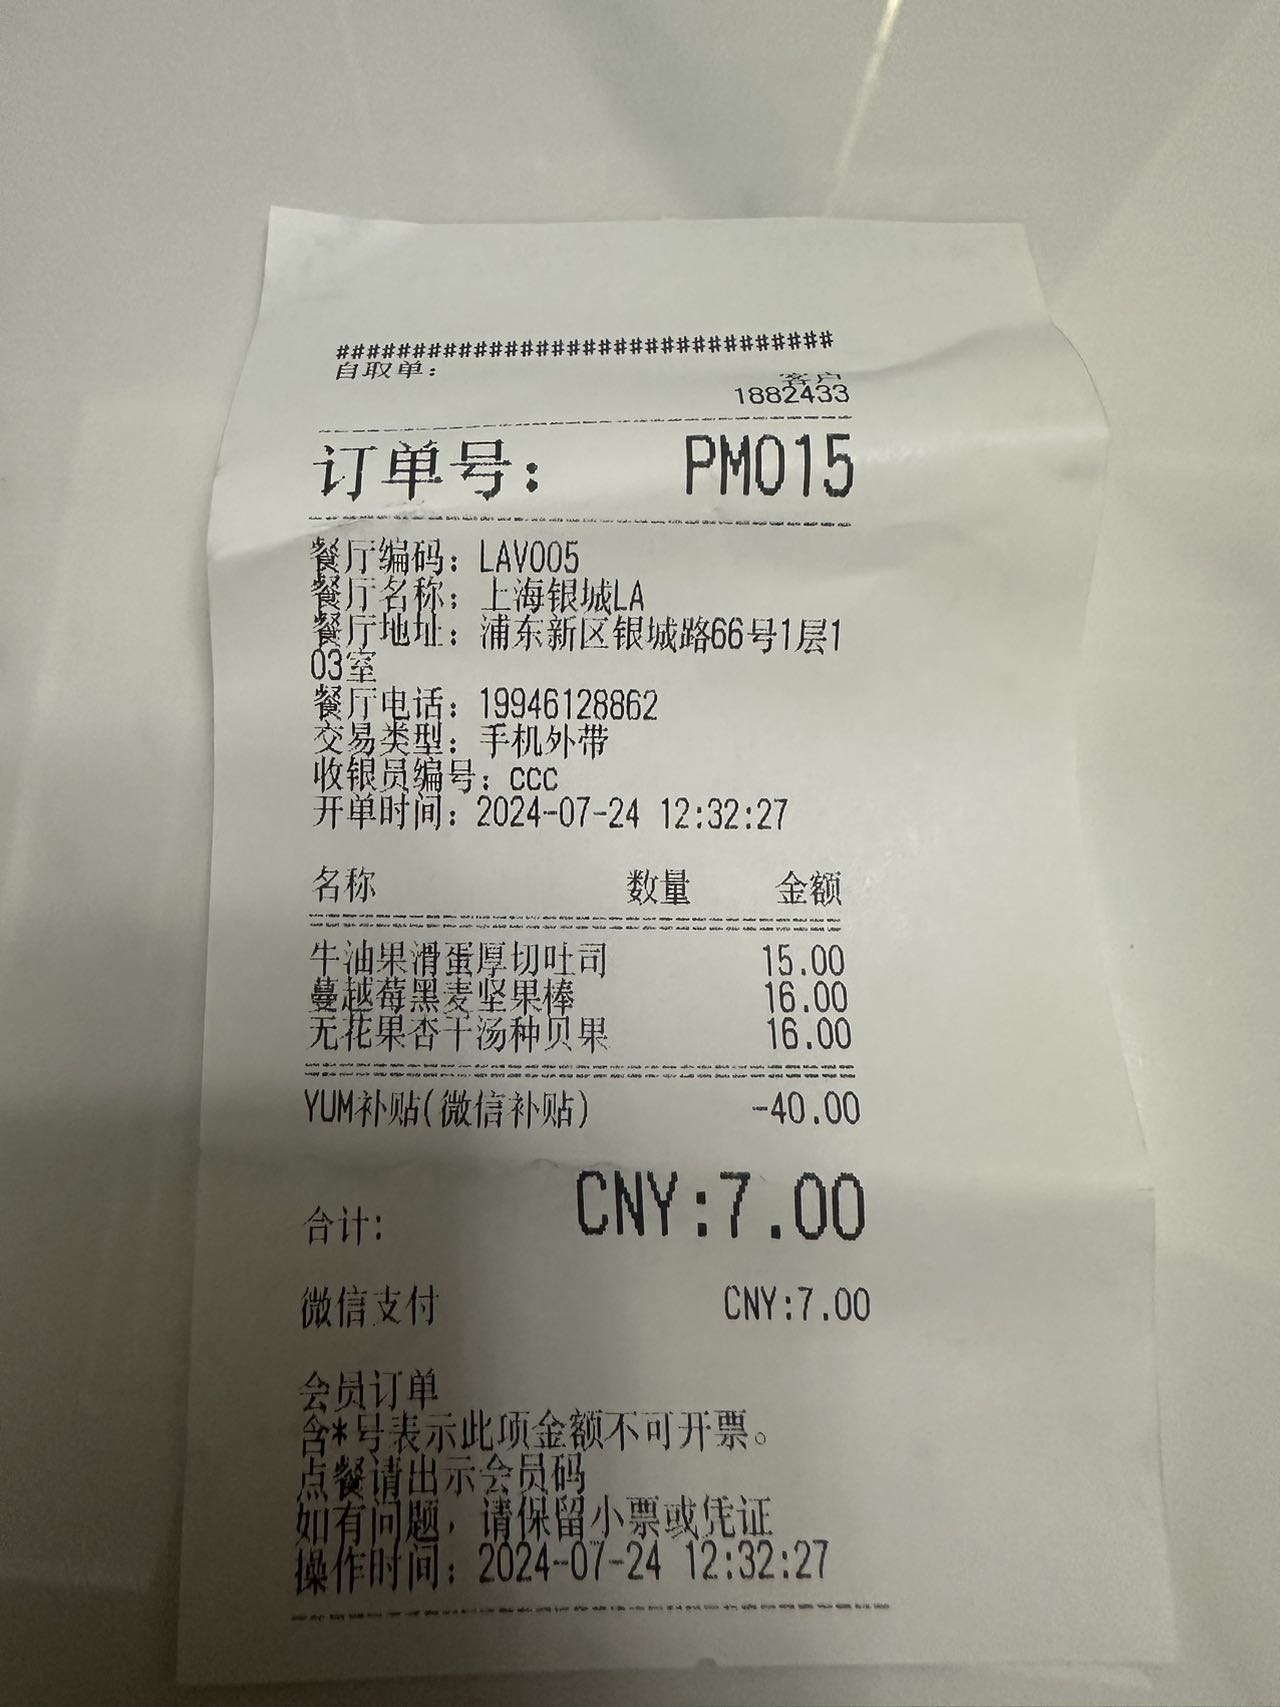 #################################
自取单:
客户
1882433
订单号: PM015
餐厅编码: LAV005
餐厅名称: 上海银城LA
餐厅地址: 浦东新区银城路66号1层1
03室
餐厅电话: 19946128862
交易类型: 手机外带
收银员编号: ccc
开单时间: 2024-07-24 12:32:27
名称 数量 金额
牛油果滑蛋厚切吐司 15.00
蔓越莓黑麦坚果棒 16.00
无花果杏干汤种贝果 16.00
YUM补贴(微信补贴) -40.00
合计: CNY:7.00
微信支付 CNY:7.00
会员订单
含*号表示此项金额不可开票。
点餐请出示会员码
如有问题，请保留小票或凭证
操作时间: 2024-07-24 12:32:27